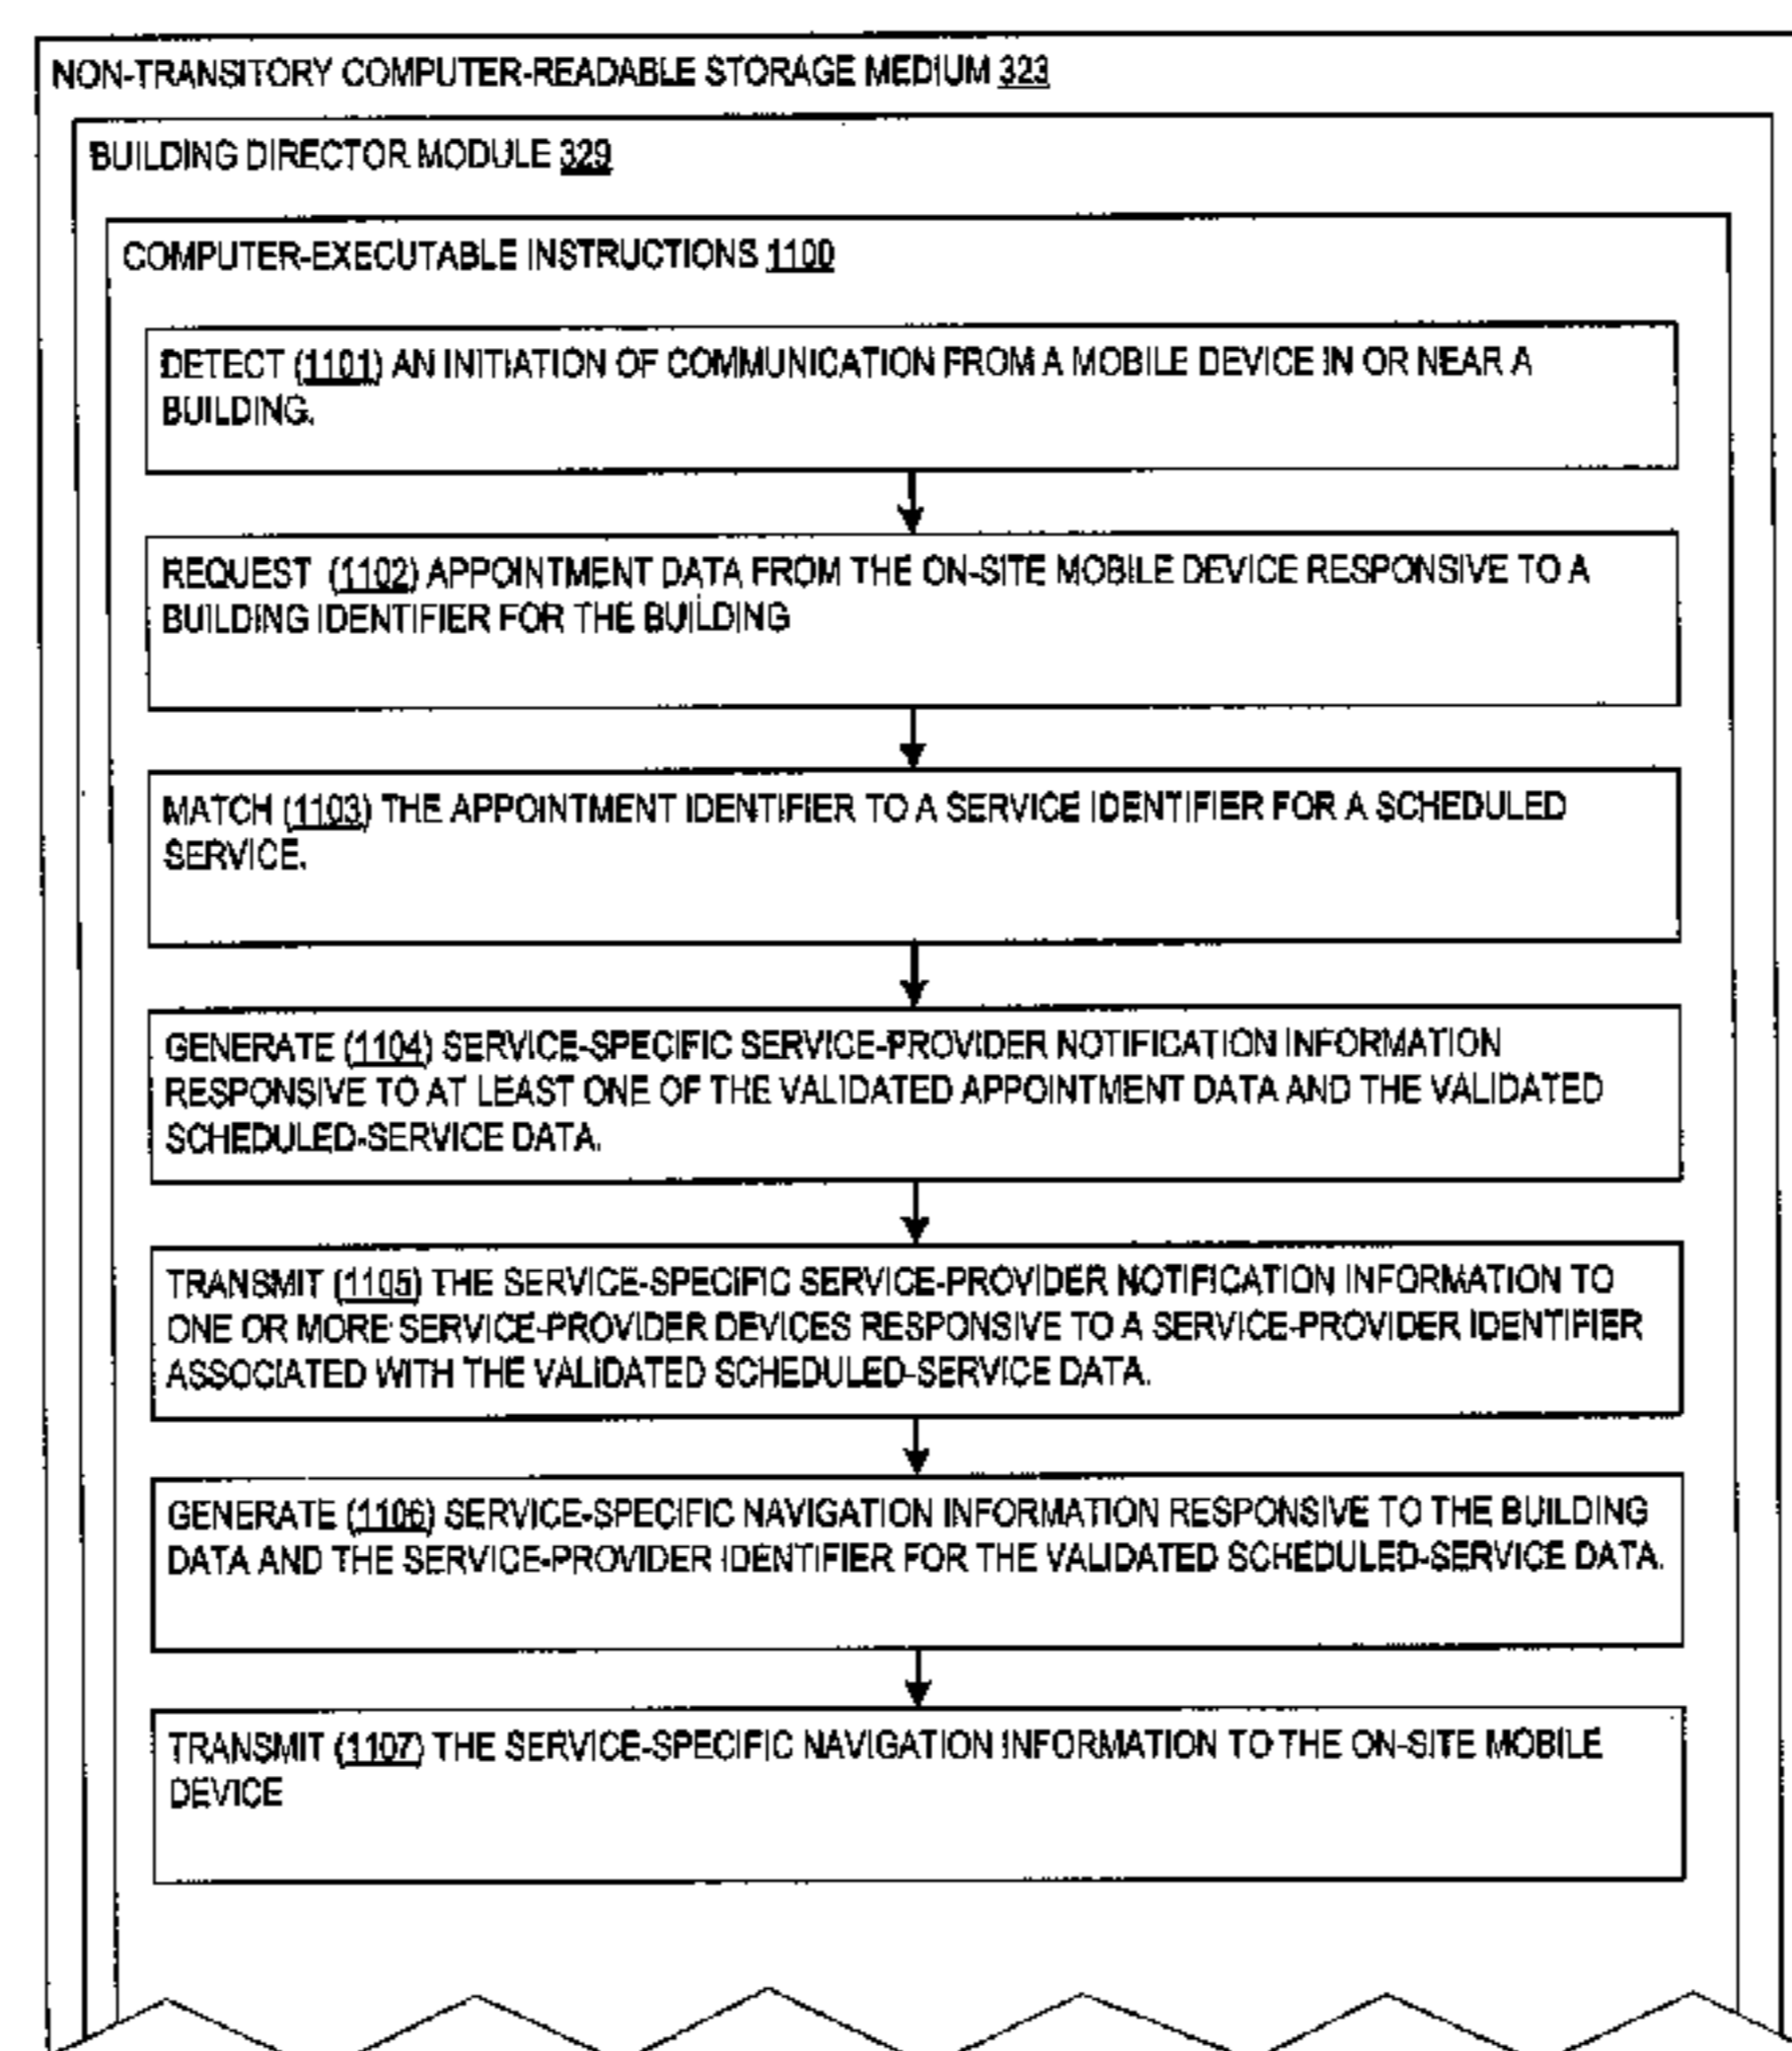 NON-TRANSITORY COMPUTER-READABLE STORAGE MEDIUM 323
BUILDING DIRECTOR MODULE 329
COMPUTER-EXECUTABLE INSTRUCTIONS 1100
DETECT (1101) AN INITIATION OF COMMUNICATION FROM A MOBILE DEVICE IN OR NEAR A
BUILDING.
REQUEST (1102) APPOINTMENT DATA FROM THE ON-SITE MOBILE DEVICE RESPONSIVE TO A
BUILDING IDENTIFIER FOR THE BUILDING
MATCH (1103) THE APPOINTMENT IDENTIFIER TO A SERVICE IDENTIFIER FOR A SCHEDULED
SERVICE.
GENERATE (1104) SERVICE-SPECIFIC SERVICE-PROVIDER NOTIFICATION INFORMATION
RESPONSIVE TO AT LEAST ONE OF THE VALIDATED APPOINTMENT DATA AND THE VALIDATED
SCHEDULED-SERVICE DATA.
TRANSMIT (1105) THE SERVICE-SPECIFIC SERVICE-PROVIDER NOTIFICATION INFORMATION TO
ONE OR MORE SERVICE-PROVIDER DEVICES RESPONSIVE TO A SERVICE-PROVIDER IDENTIFIER
ASSOCIATED WITH THE VALIDATED SCHEDULED-SERVICE DATA.
GENERATE (1106) SERVICE-SPECIFIC NAVIGATION INFORMATION RESPONSIVE TO THE BUILDING
DATA AND THE SERVICE-PROVIDER IDENTIFIER FOR THE VALIDATED SCHEDULED-SERVICE DATA.
TRANSMIT (1107) THE SERVICE-SPECIFIC NAVIGATION INFORMATION TO THE ON-SITE MOBILE
DEVICE